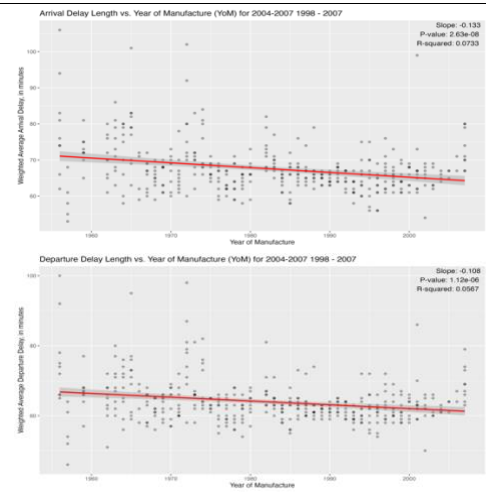 Arrival Delay Length vs. Year of Manufacture (YoM) for 2004-2007 1998 - 2007
Slope: -0.133
P-value: 2.63e-08
R-squared: 0.0733
Weighted Average Arrival Delay, in minutes
100
90
80
70
60
1960
1970
1980
1990
2000
Year of Manufacture
Departure Delay Length vs. Year of Manufacture (YoM) for 2004-2007 1998 - 2007
Slope: -0.108
P-value: 1.12e-06
R-squared: 0.0567
Weighted Average Departure Delay, in minutes
100
80
60
1960
1970
1980
1990
2000
Year of Manufacture